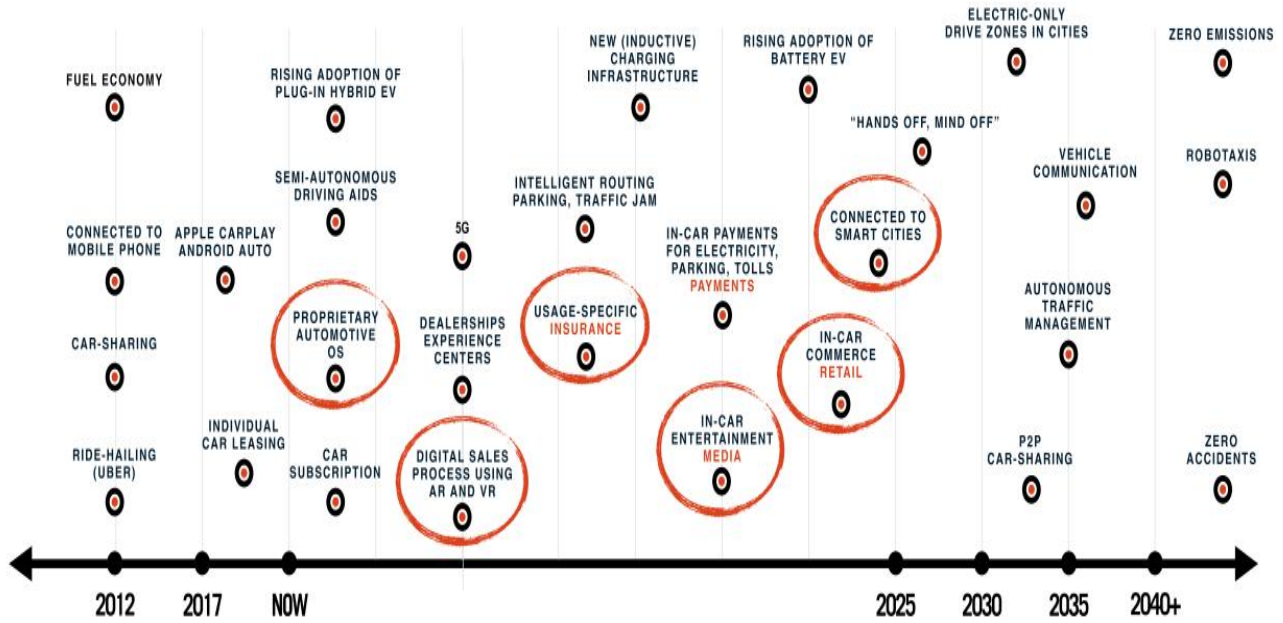 FUEL ECONOMY
RISING ADOPTION OF
PLUG-IN HYBRID EV
NEW (INDUCTIVE)
CHARGING
INFRASTRUCTURE
RISING ADOPTION OF
BATTERY EV
ELECTRIC-ONLY
DRIVE ZONES IN CITIES
ZERO EMISSIONS
"HANDS OFF, MIND OFF"
SEMI-AUTONOMOUS
DRIVING AIDS
INTELLIGENT ROUTING
PARKING, TRAFFIC JAM
VEHICLE
COMMUNICATION
ROBOTAXIS
CONNECTED TO
MOBILE PHONE
APPLE CARPLAY
ANDROID AUTO
5G
IN-CAR PAYMENTS
FOR ELECTRICITY,
PARKING, TOLLS
PAYMENTS
CONNECTED TO
SMART CITIES
CAR-SHARING
PROPRIETARY
AUTOMOTIVE
OS
DEALERSHIPS
EXPERIENCE
CENTERS
USAGE-SPECIFIC
INSURANCE
IN-CAR
COMMERCE
RETAIL
AUTONOMOUS
TRAFFIC
MANAGEMENT
RIDE-HAILING
(UBER)
INDIVIDUAL
CAR LEASING
CAR
SUBSCRIPTION
DIGITAL SALES
PROCESS USING
AR AND VR
IN-CAR
ENTERTAINMENT
MEDIA
P2P
CAR-SHARING
ZERO
ACCIDENTS
2012
2017
NOW
2025
2030
2035
2040+